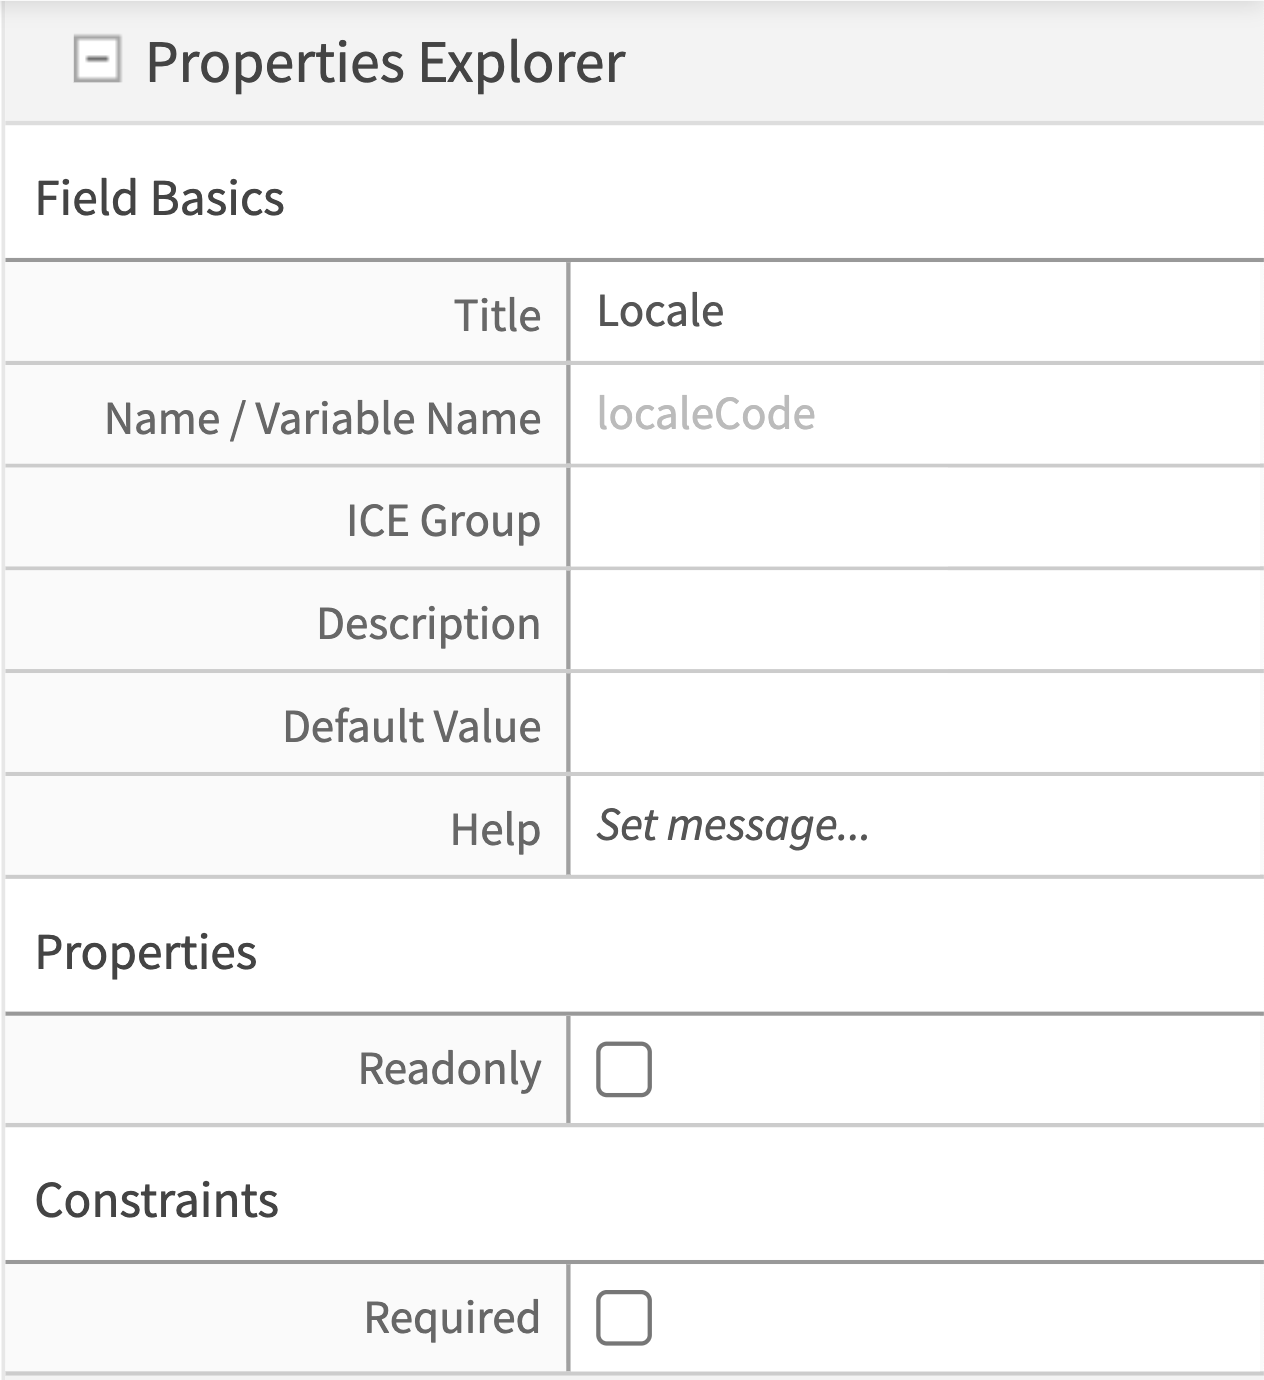 Properties Explorer
Field Basics
Title Locale
Name / Variable Name localeCode
ICE Group
Description
Default Value
Help Set message...
Properties
Readonly
Constraints
Required